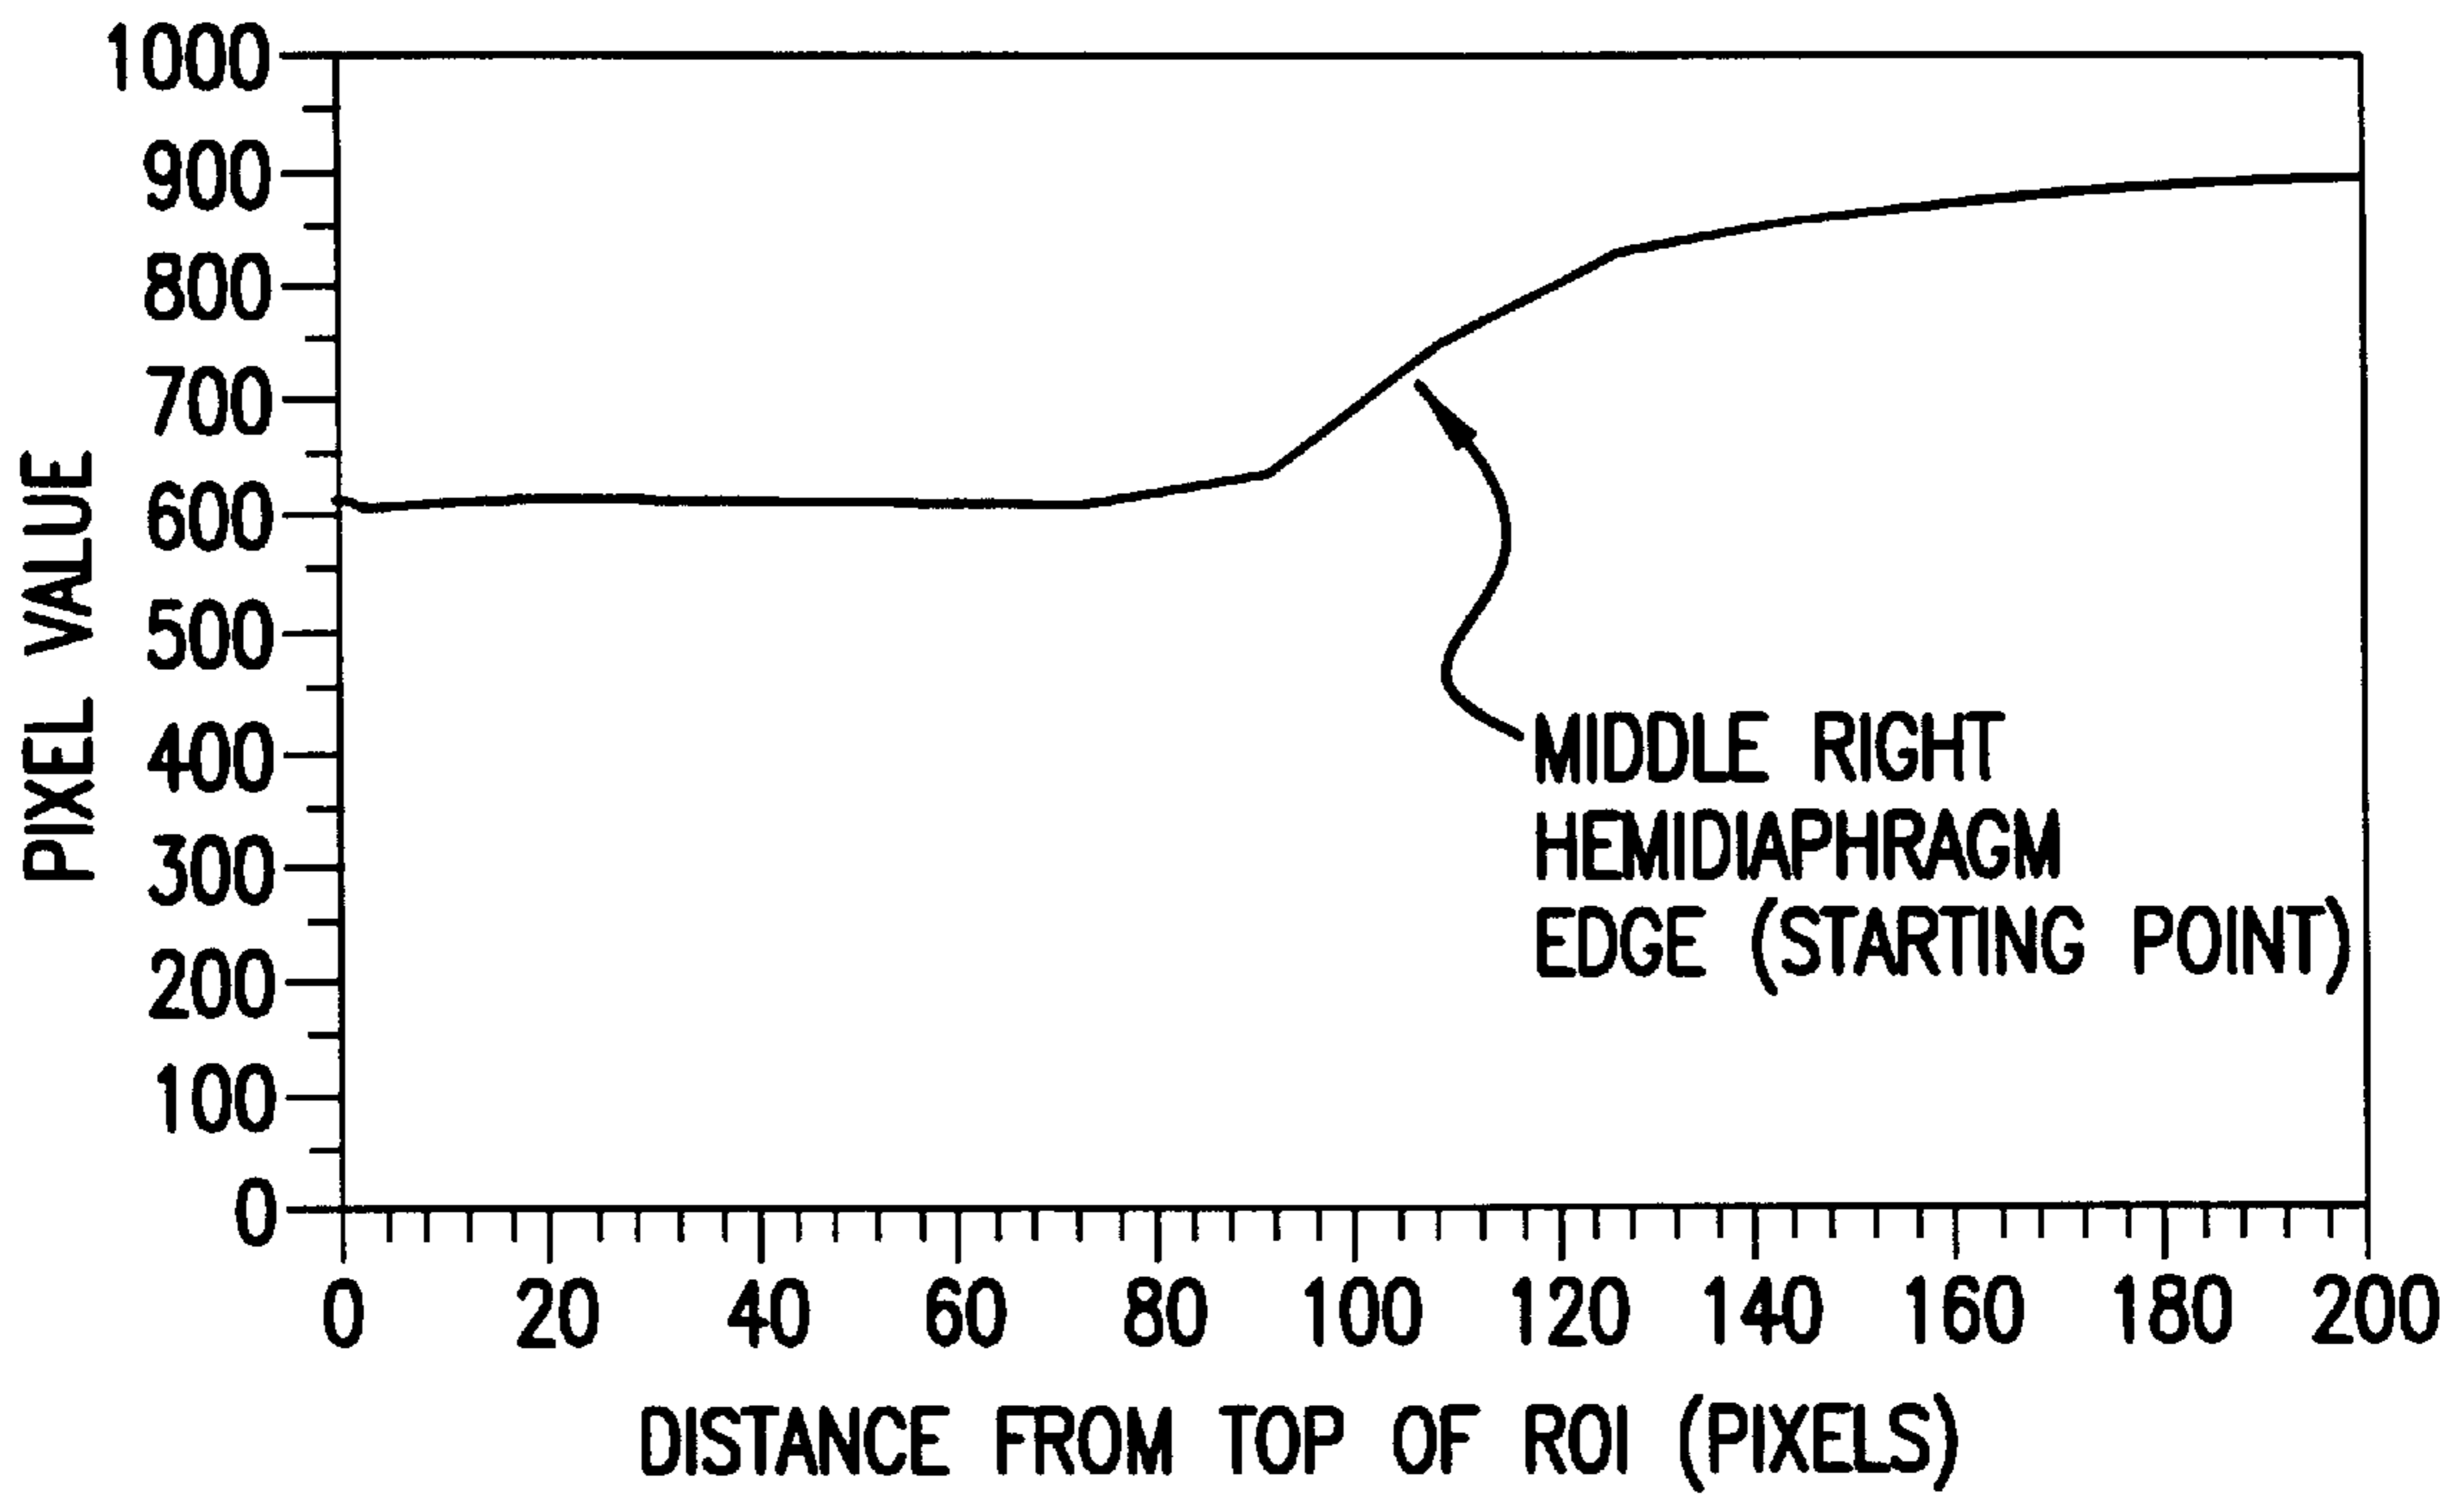 1000
900
800
700
600
500
400
300
200
100
0
PIXEL VALUE
MIDDLE RIGHT
HEMIDIAPHRAGM
EDGE (STARTING POINT)
0 20 40 60 80 100 120 140 160 180 200
DISTANCE FROM TOP OF ROI (PIXELS)